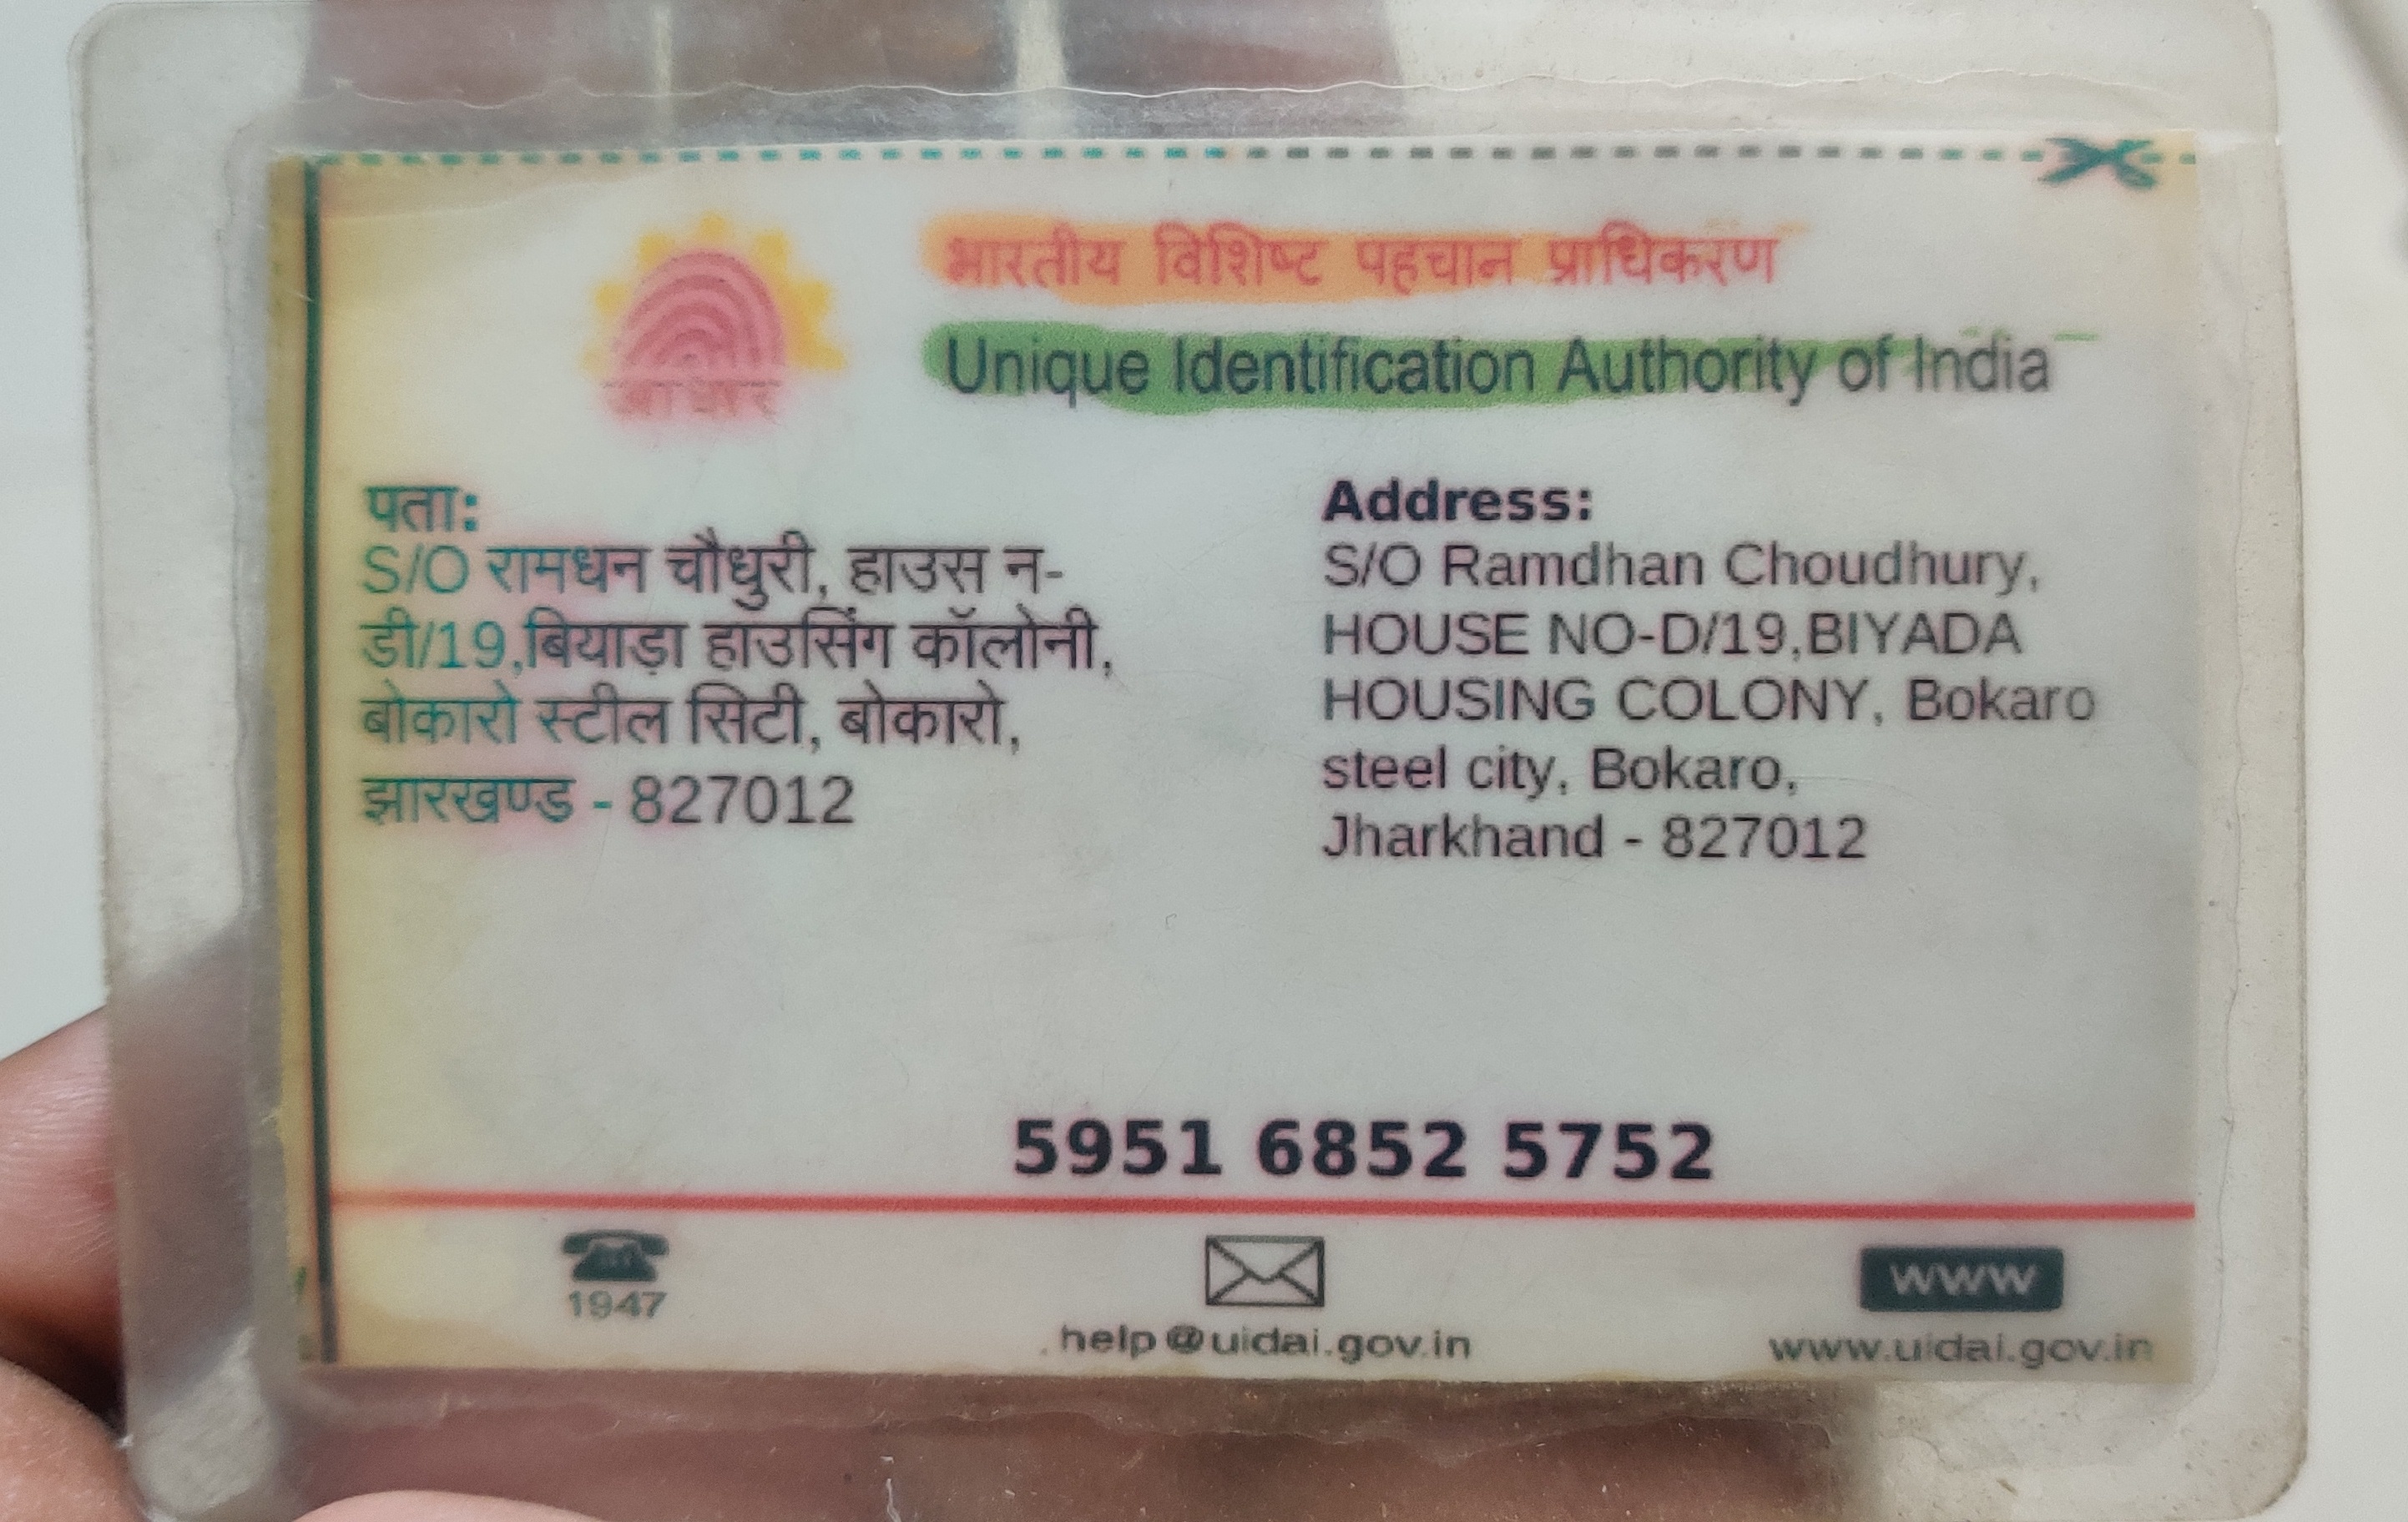 भारतीय विशिष्ट पहचान प्राधिकरण
Unique Identification Authority of India
आधार
पता:
S/O रामधन चौधुरी, हाउस न-
डी/19,बियाड़ा हाउसिंग कॉलोनी,
बोकारो स्टील सिटी, बोकारो,
झारखण्ड - 827012
Address:
S/O Ramdhan Choudhury,
HOUSE NO-D/19,BIYADA
HOUSING COLONY, Bokaro
steel city, Bokaro,
Jharkhand - 827012
5951 6852 5752
1947
help@uidai.gov.in
www
www.uidai.gov.in